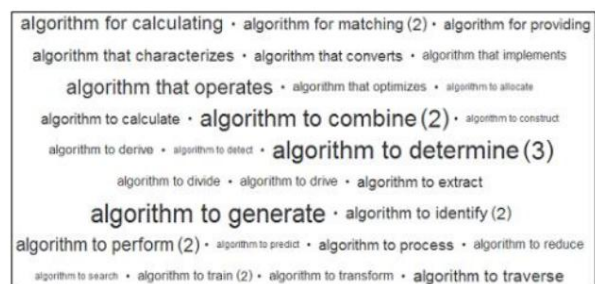 algorithm for calculating · algorithm for matching (2) · algorithm for providing
algorithm that characterizes · algorithm that converts · algorithm that implements
algorithm that operates · algorithm that optimizes · algorithm to allocate
algorithm to calculate · algorithm to combine (2) · algorithm to construct
algorithm to derive · algorithm to detect · algorithm to determine (3)
algorithm to divide · algorithm to drive · algorithm to extract
algorithm to generate · algorithm to identify (2)
algorithm to perform (2) · algorithm to predict · algorithm to process · algorithm to reduce
algorithm to search · algorithm to train (2) · algorithm to transform · algorithm to traverse